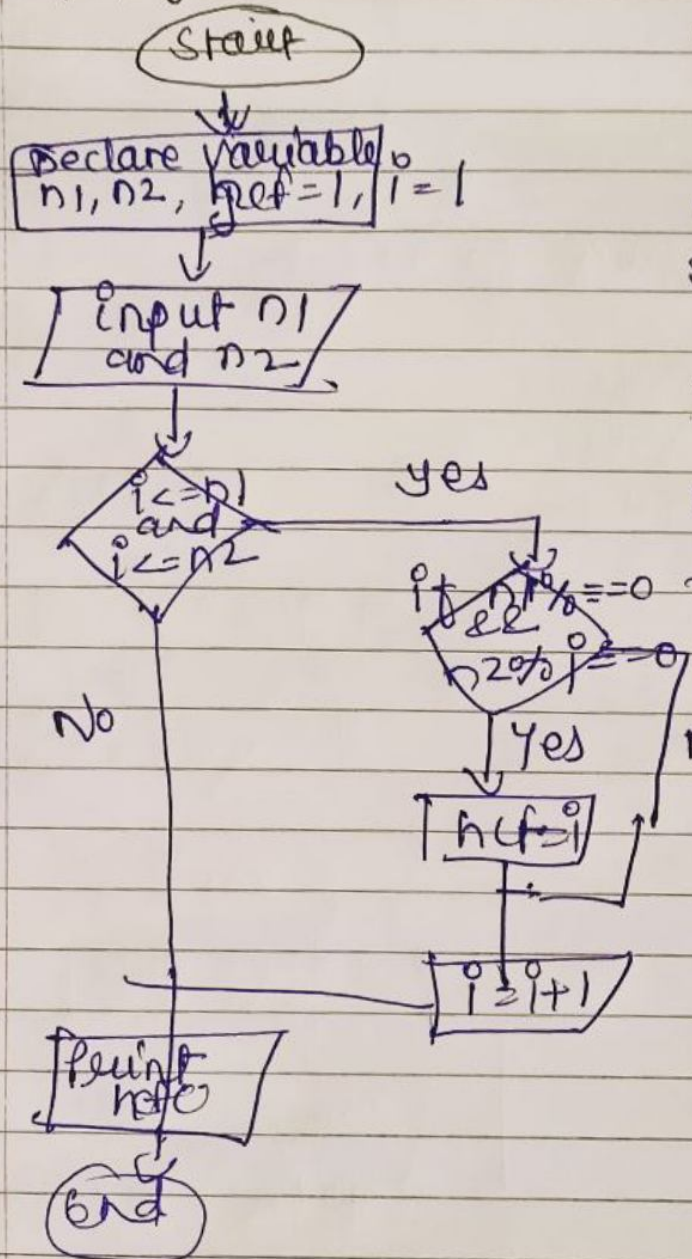 Start
Declare variable
n1, n2, hcf=1, i=1
input n1
and n2
i<=n1
and
i<=n2
yes
if n1%==0
&&
n2%i==0
No
Yes
hcf=i
i=i+1
Print
hcf
End